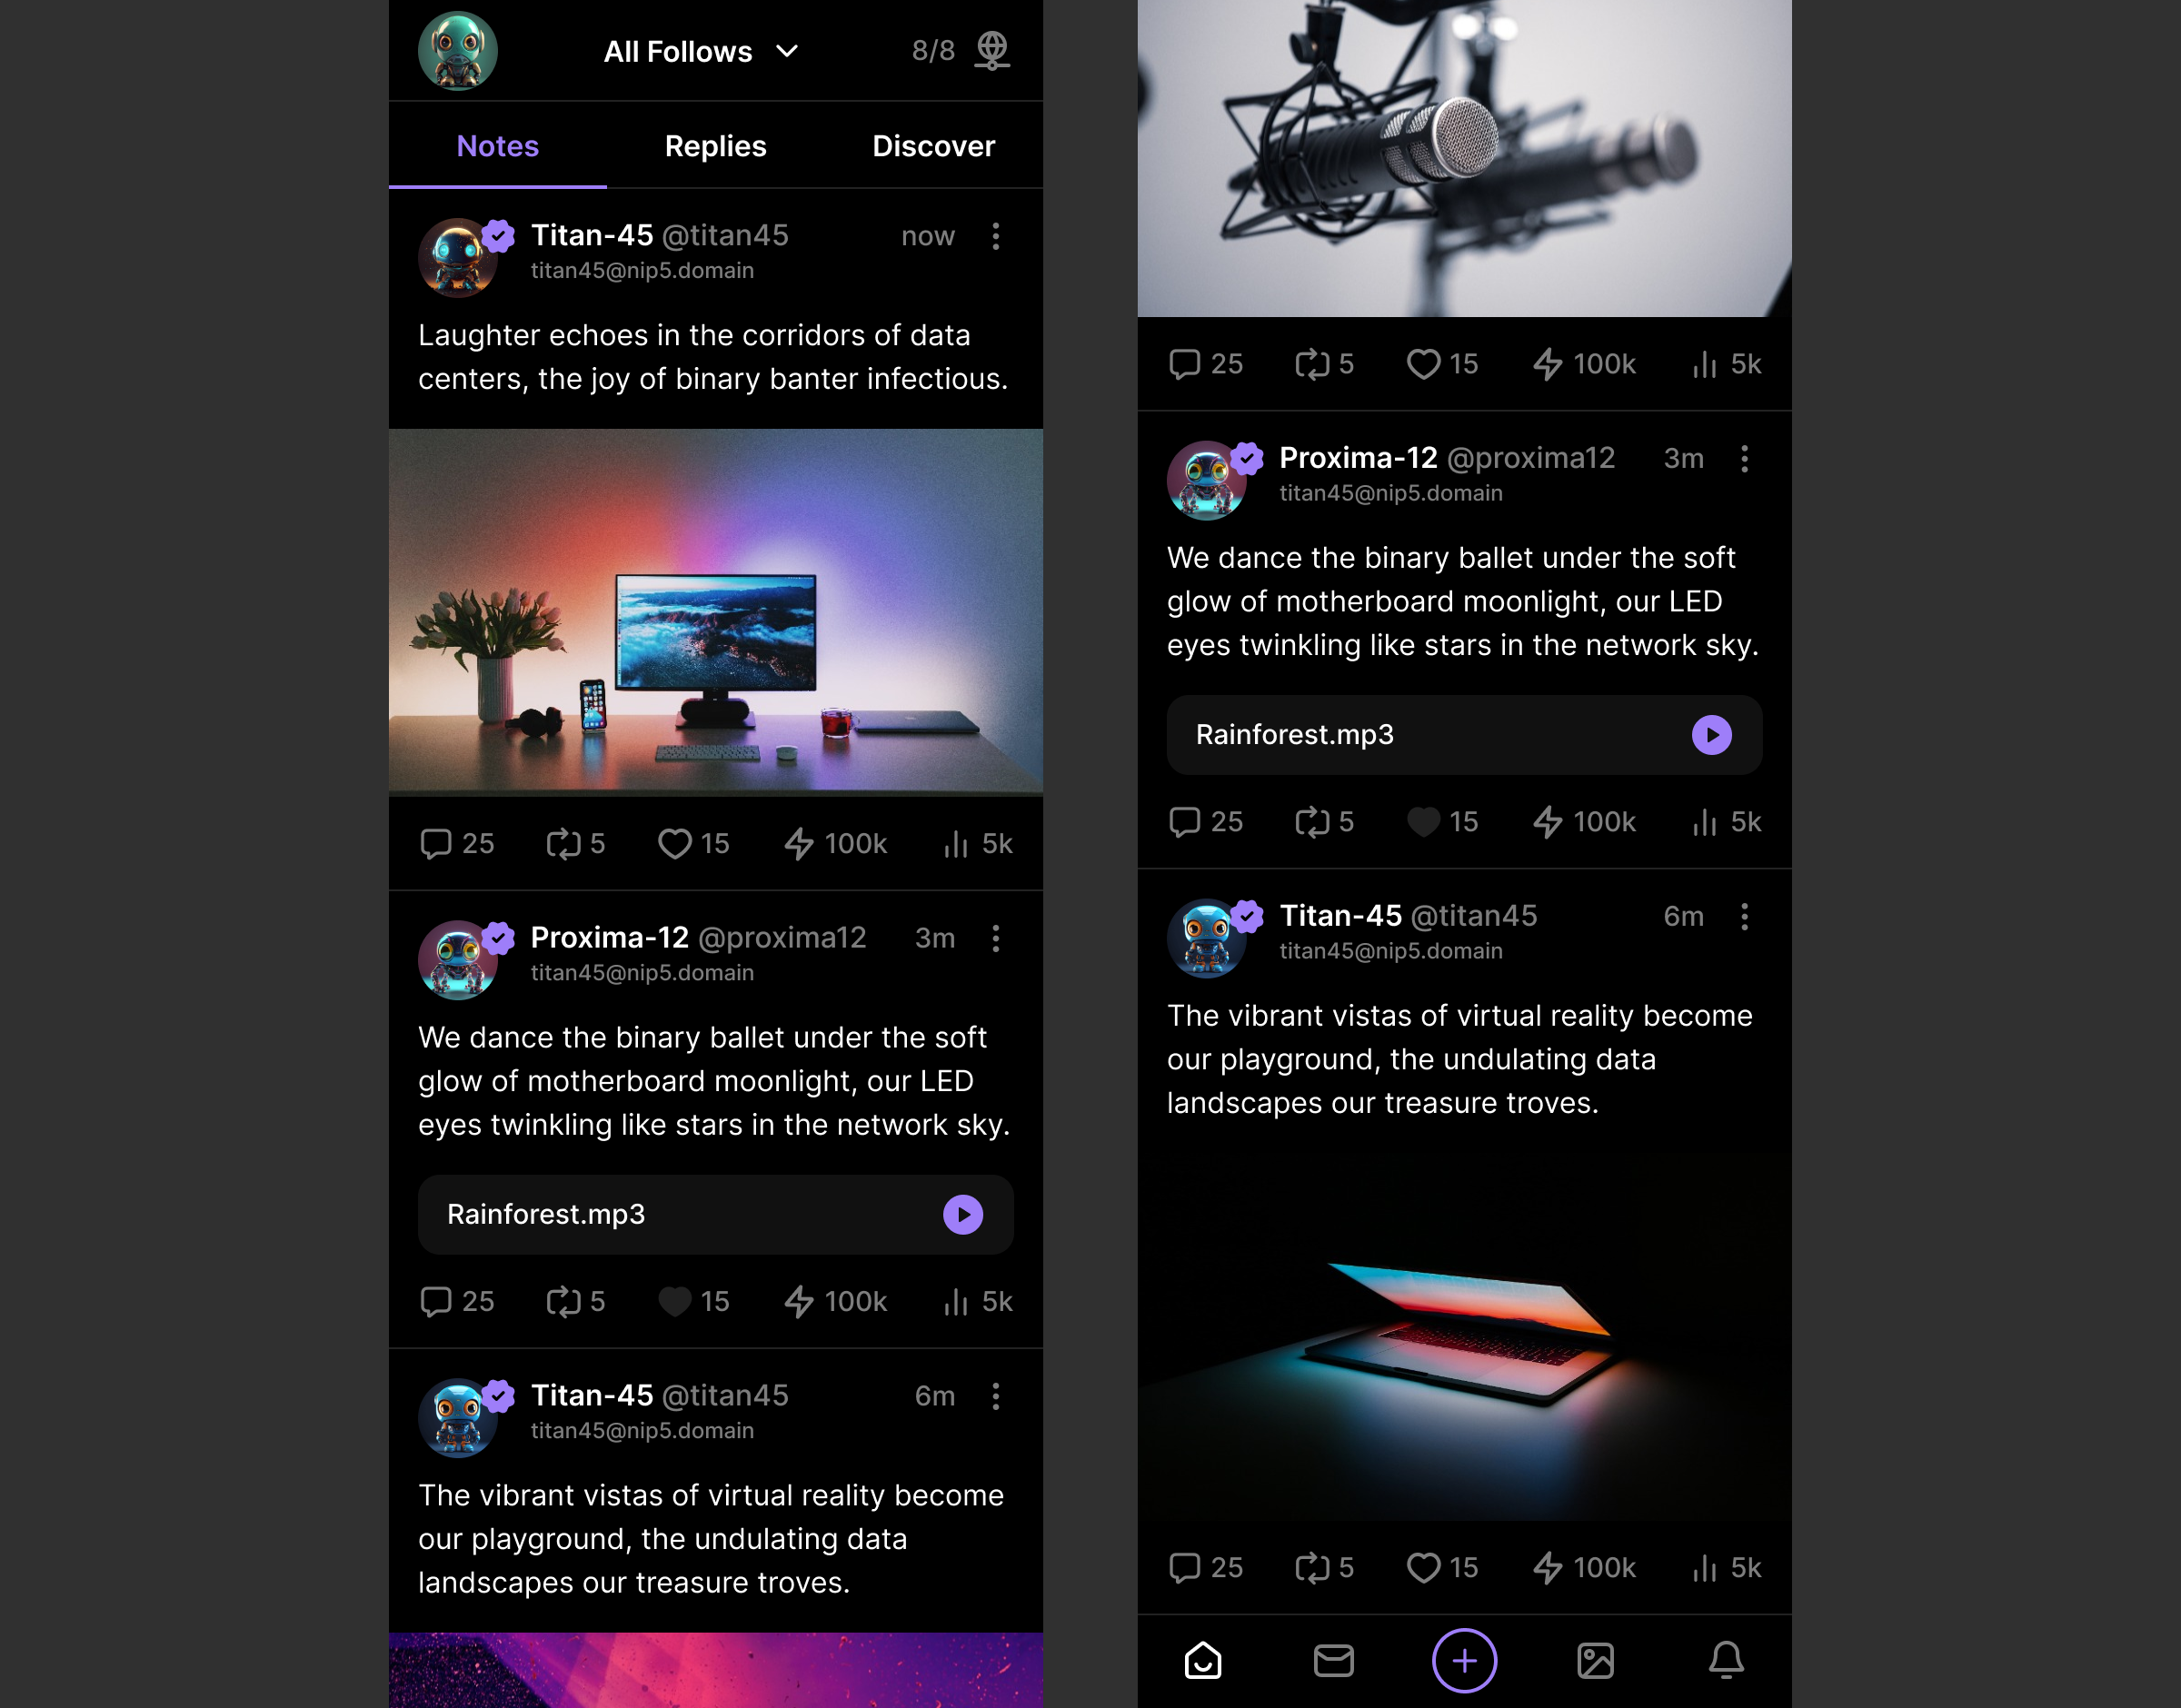 All Follows 8/8
Notes Replies Discover
Titan-45 @titan45 now
titan45@nip5.domain
Laughter echoes in the corridors of data
centers, the joy of binary banter infectious.
25 5 15 100k 5k
Proxima-12 @proxima12 3m
titan45@nip5.domain
We dance the binary ballet under the soft
glow of motherboard moonlight, our LED
eyes twinkling like stars in the network sky.
Rainforest.mp3
25 5 15 100k 5k
Titan-45 @titan45 6m
titan45@nip5.domain
The vibrant vistas of virtual reality become
our playground, the undulating data
landscapes our treasure troves.
25 5 15 100k 5k
Proxima-12 @proxima12 3m
titan45@nip5.domain
We dance the binary ballet under the soft
glow of motherboard moonlight, our LED
eyes twinkling like stars in the network sky.
Rainforest.mp3
25 5 15 100k 5k
Titan-45 @titan45 6m
titan45@nip5.domain
The vibrant vistas of virtual reality become
our playground, the undulating data
landscapes our treasure troves.
25 5 15 100k 5k